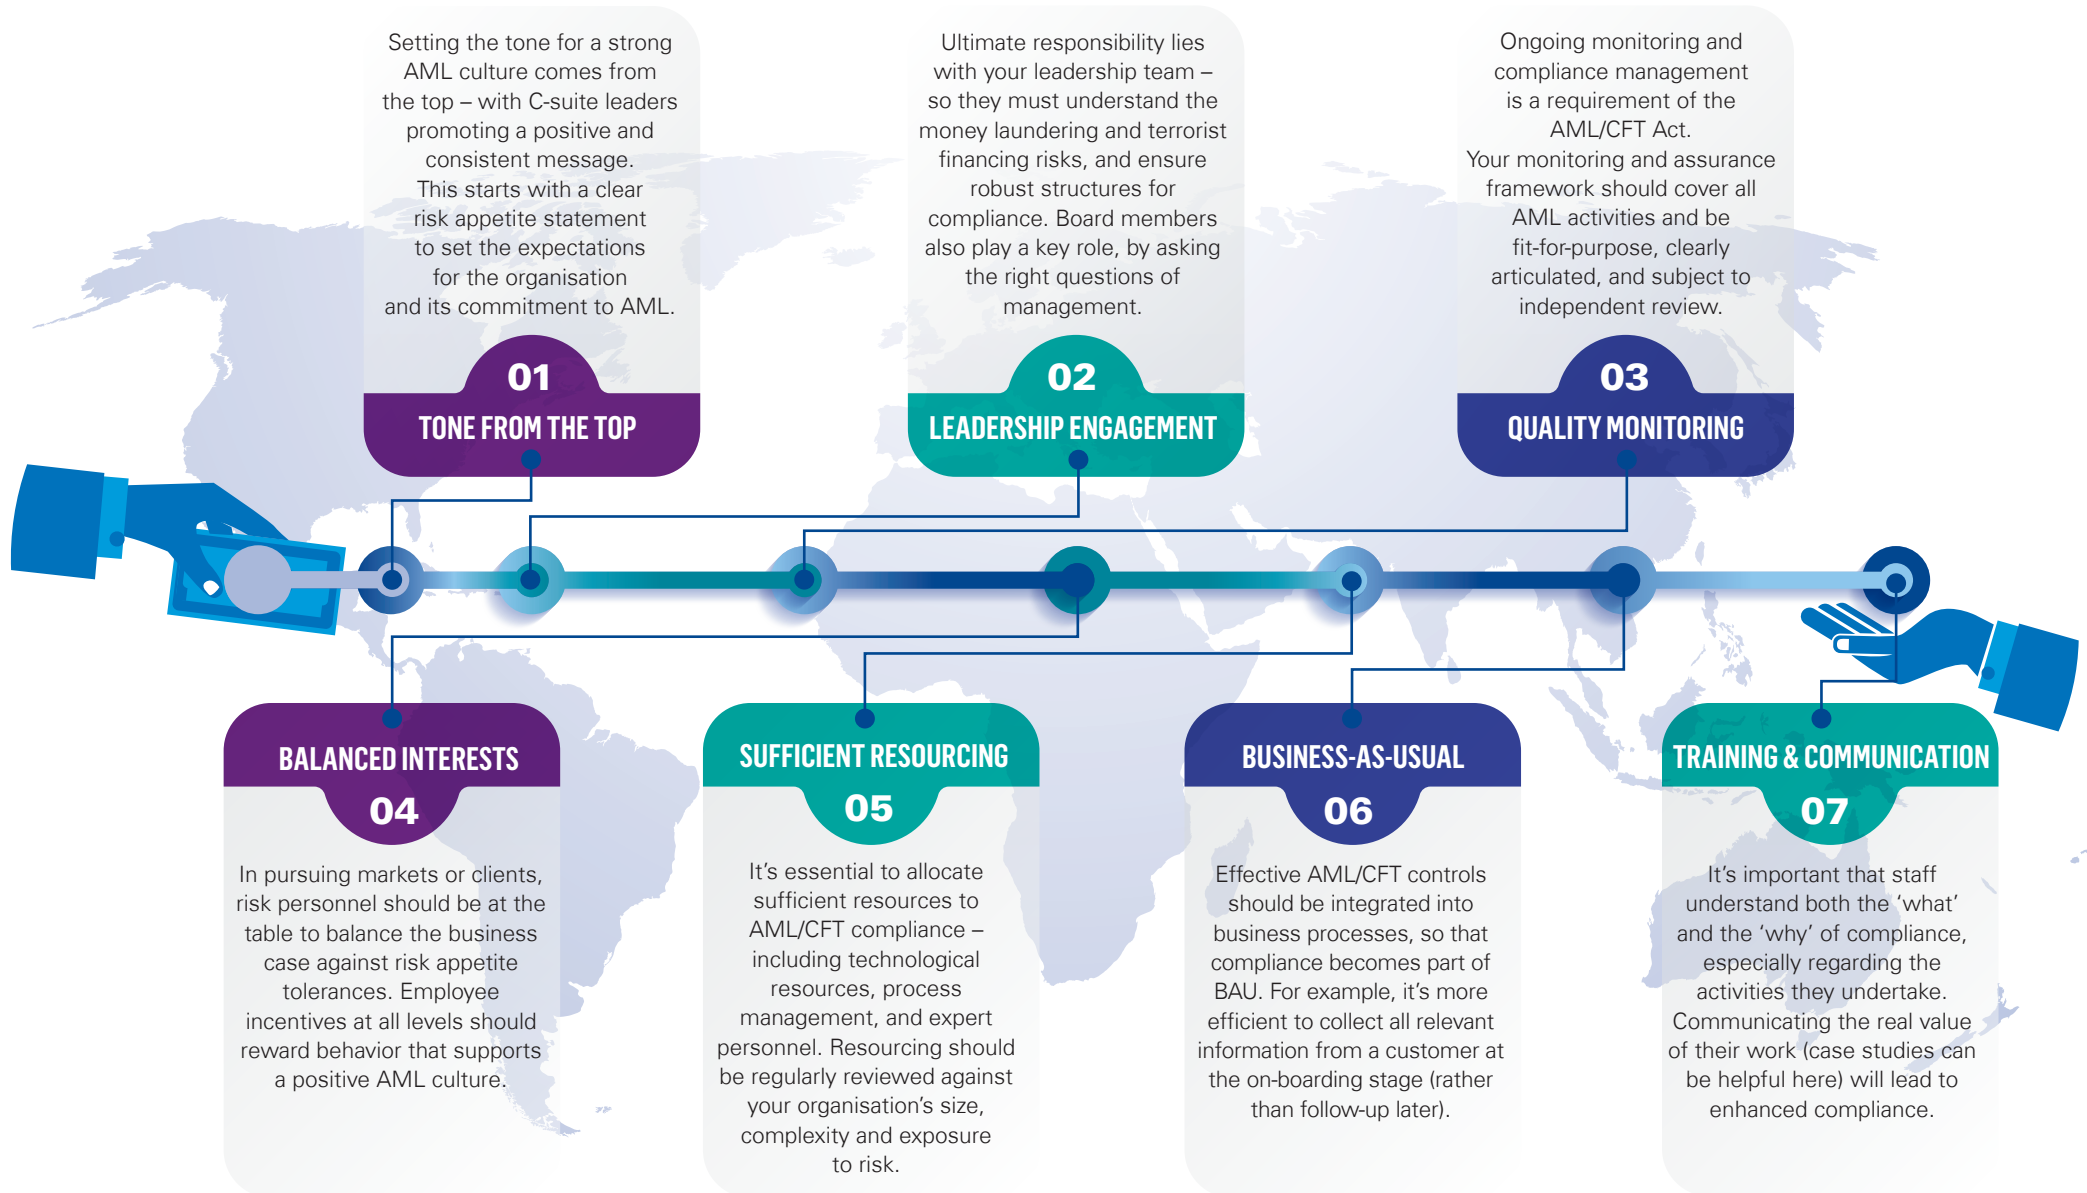 Setting the tone for a strong
AML culture comes from
the top – with C-suite leaders
promoting a positive and
consistent message.
This starts with a clear
risk appetite statement
to set the expectations
for the organisation
and its commitment to AML.
01
TONE FROM THE TOP
Ultimate responsibility lies
with your leadership team –
so they must understand the
money laundering and terrorist
financing risks, and ensure
robust structures for
compliance. Board members
also play a key role, by asking
the right questions of
management.
02
LEADERSHIP ENGAGEMENT
Ongoing monitoring and
compliance management
is a requirement of the
AML/CFT Act.
Your monitoring and assurance
framework should cover all
AML activities and be
fit-for-purpose, clearly
articulated, and subject to
independent review.
03
QUALITY MONITORING
BALANCED INTERESTS
04
In pursuing markets or clients,
risk personnel should be at the
table to balance the business
case against risk appetite
tolerances. Employee
incentives at all levels should
reward behavior that supports
a positive AML culture.
SUFFICIENT RESOURCING
05
It’s essential to allocate
sufficient resources to
AML/CFT compliance –
including technological
resources, process
management, and expert
personnel. Resourcing should
be regularly reviewed against
your organisation’s size,
complexity and exposure
to risk.
BUSINESS-AS-USUAL
06
Effective AML/CFT controls
should be integrated into
business processes, so that
compliance becomes part of
BAU. For example, it’s more
efficient to collect all relevant
information from a customer at
the on-boarding stage (rather
than follow-up later).
TRAINING & COMMUNICATION
07
It’s important that staff
understand both the ‘what’
and the ‘why’ of compliance,
especially regarding the
activities they undertake.
Communicating the real value
of their work (case studies can
be helpful here) will lead to
enhanced compliance.